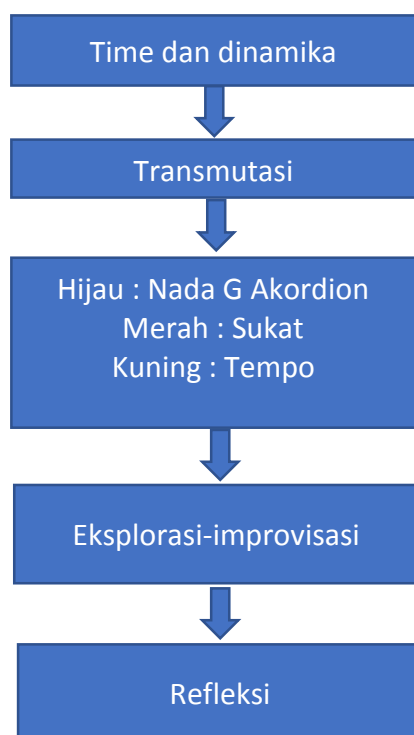 Time dan dinamika
Transmutasi
Hijau : Nada G Akordion
Merah : Sukat
Kuning : Tempo
Eksplorasi-improvisasi
Refleksi